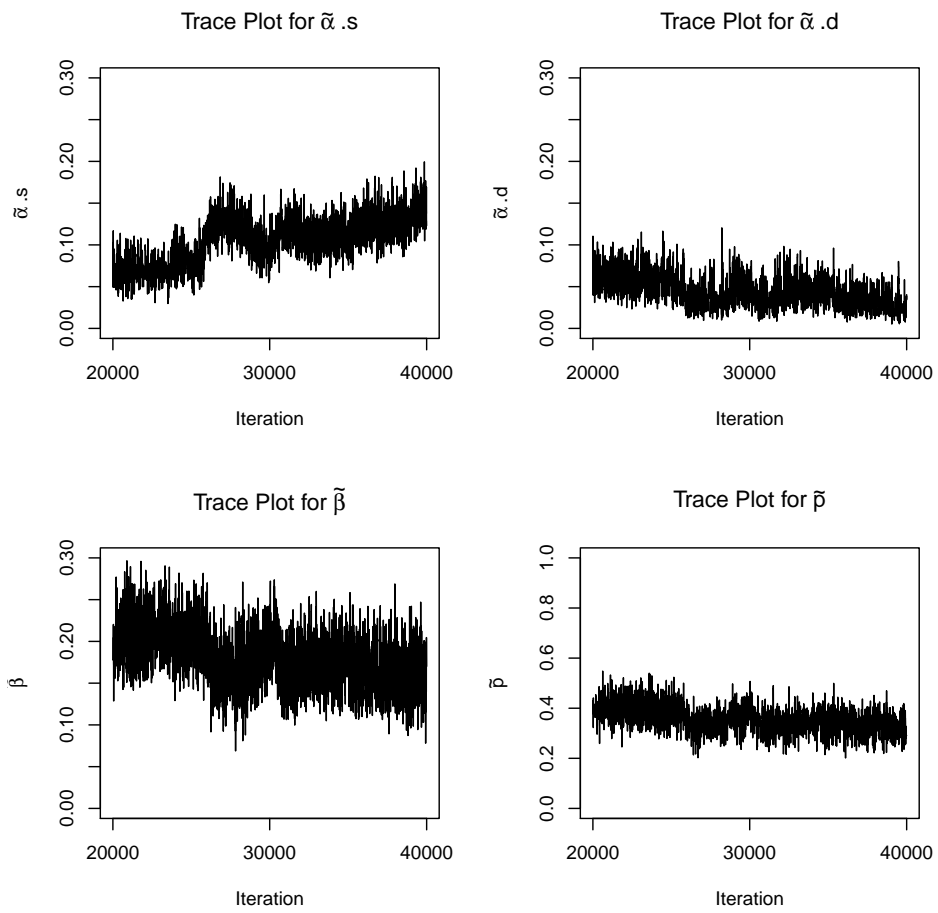 Trace Plot for α̃ .s
α̃ .s
0.00 0.10 0.20 0.30
20000 30000 40000
Iteration
Trace Plot for α̃ .d
α̃ .d
0.00 0.10 0.20 0.30
20000 30000 40000
Iteration
Trace Plot for β̃
β̃
0.00 0.10 0.20 0.30
20000 30000 40000
Iteration
Trace Plot for p̃
p̃
0.0 0.2 0.4 0.6 0.8 1.0
20000 30000 40000
Iteration